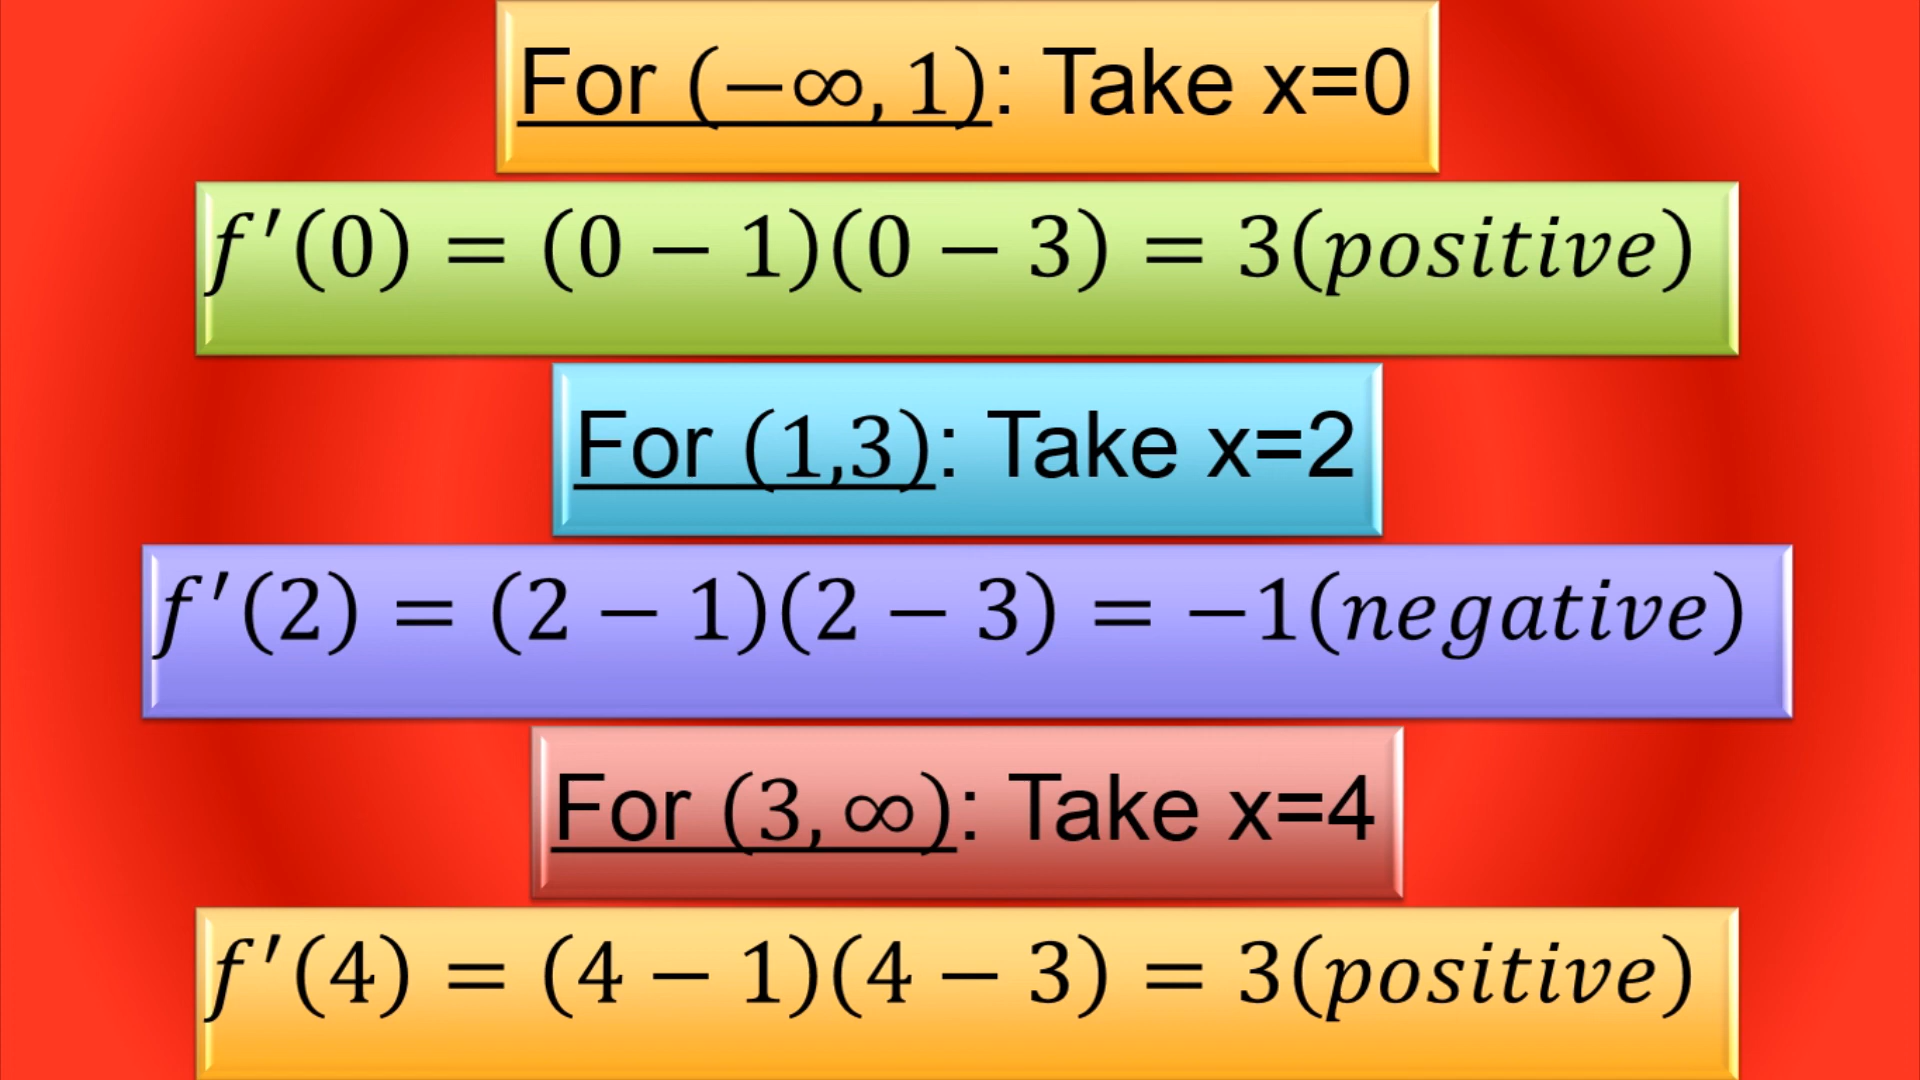 For (−∞, 1): Take x=0
f′(0) = (0 − 1)(0 − 3) = 3(positive)
For (1,3): Take x=2
f′(2) = (2 − 1)(2 − 3) = −1(negative)
For (3, ∞): Take x=4
f′(4) = (4 − 1)(4 − 3) = 3(positive)